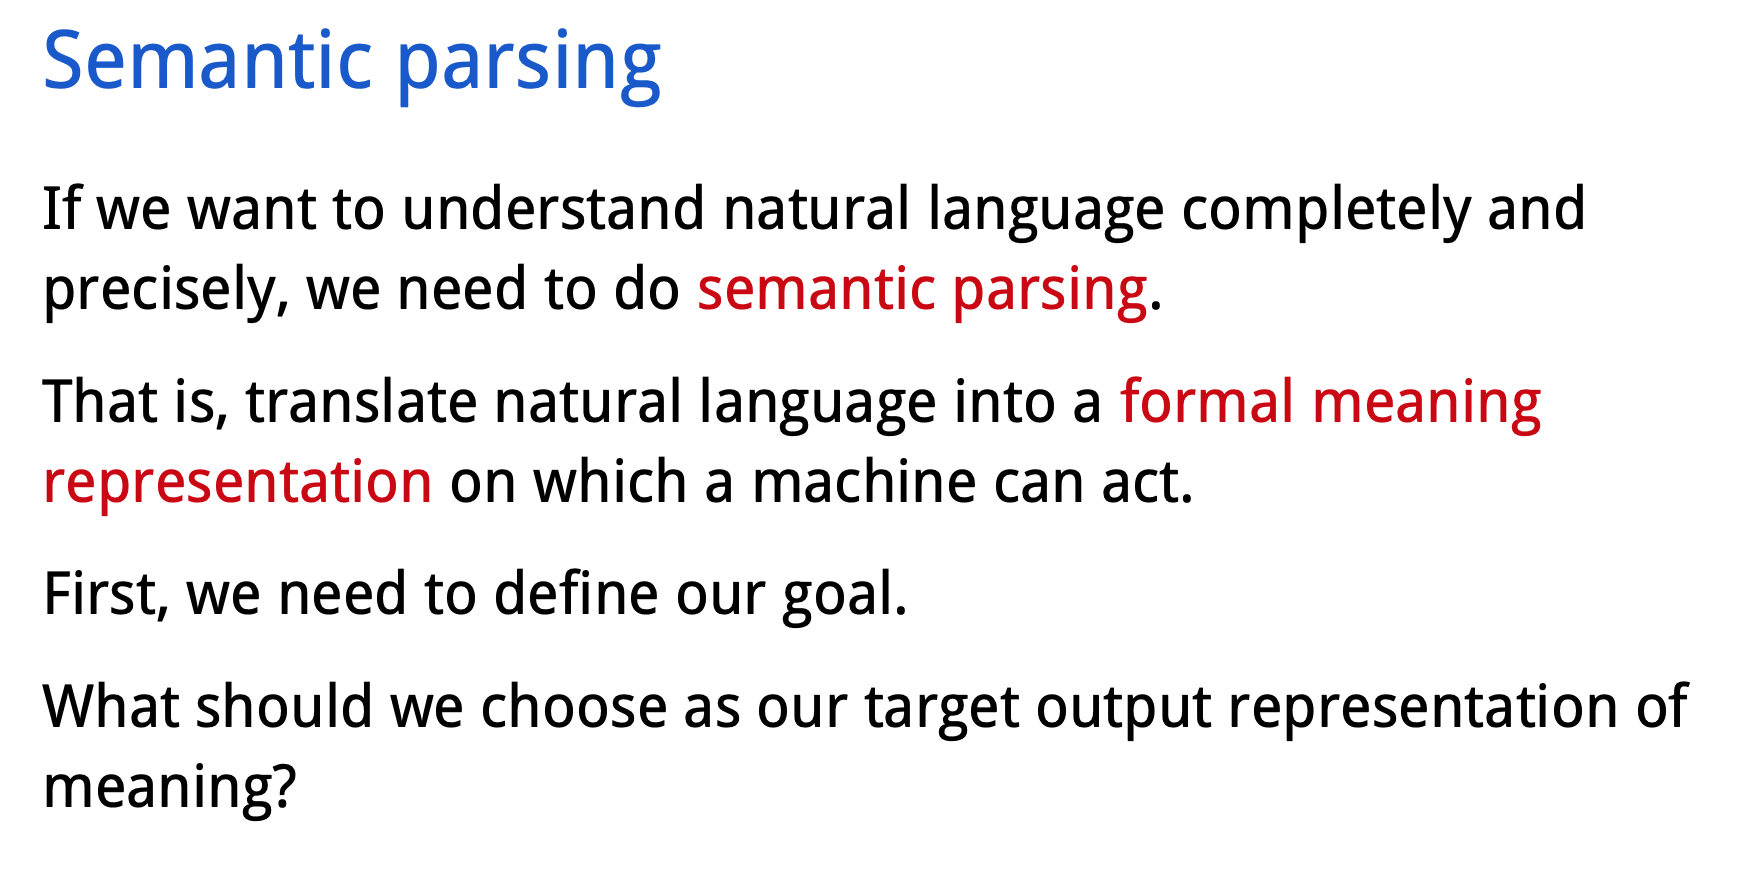 Semantic parsing
If we want to understand natural language completely and
precisely, we need to do semantic parsing.
That is, translate natural language into a formal meaning
representation on which a machine can act.
First, we need to define our goal.
What should we choose as our target output representation of
meaning?